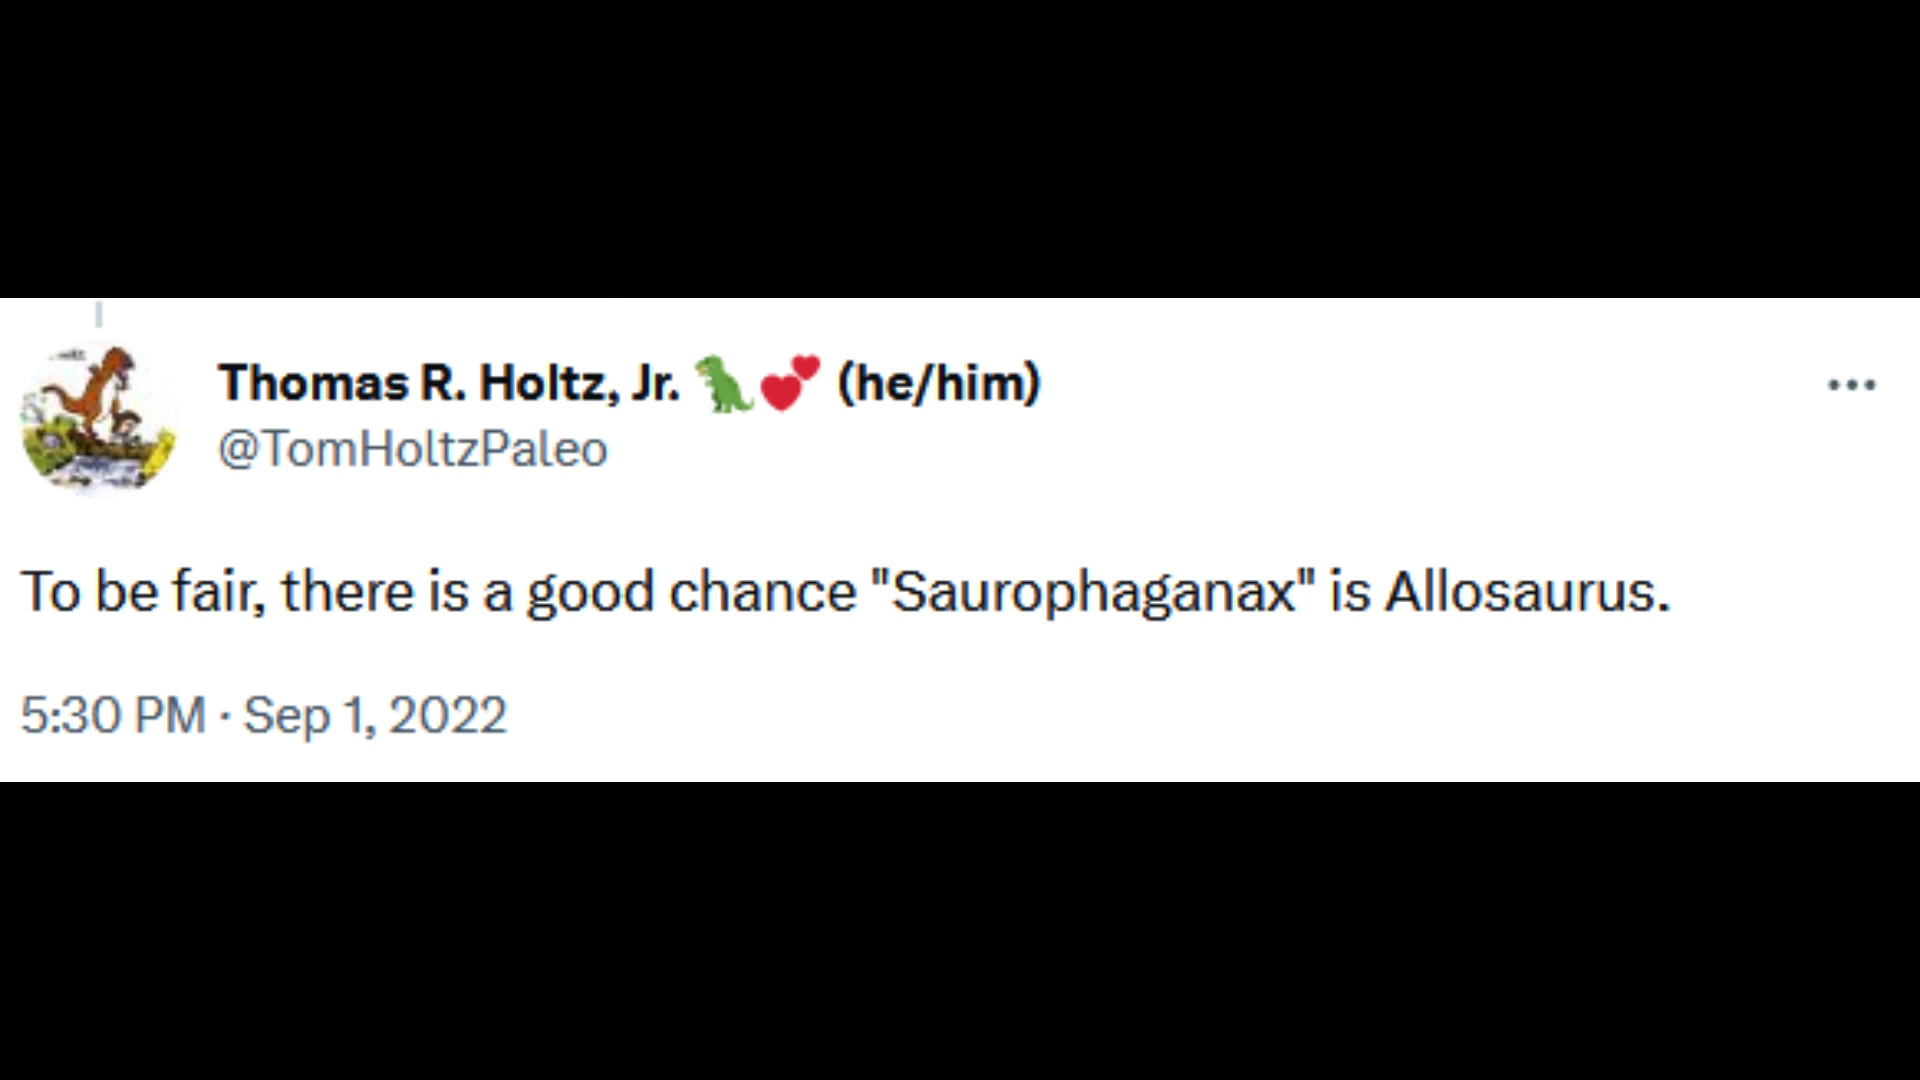 Thomas R. Holtz, Jr. 🦖💕 (he/him)
@TomHoltzPaleo
To be fair, there is a good chance "Saurophaganax" is Allosaurus.
5:30 PM · Sep 1, 2022